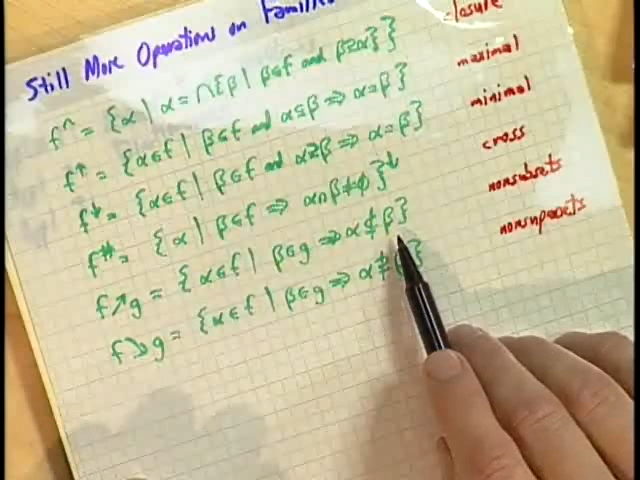 Still More Operations on Families
f^∩ = {α | α = ∩{β | β∈f and β⊇α}} closure
f^↑ = {α∈f | β∈f and α⊆β ⟹ α=β} maximal
f^↓ = {α∈f | β∈f and α⊇β ⟹ α=β} minimal
f^# = {α | β∈f ⟹ α∩β≠ϕ}^↓ cross
f↗g = {α∈f | β∈g ⟹ α⊈β} nonsubsets
f↘g = {α∈f | β∈g ⟹ α⊉β} nonsupersets